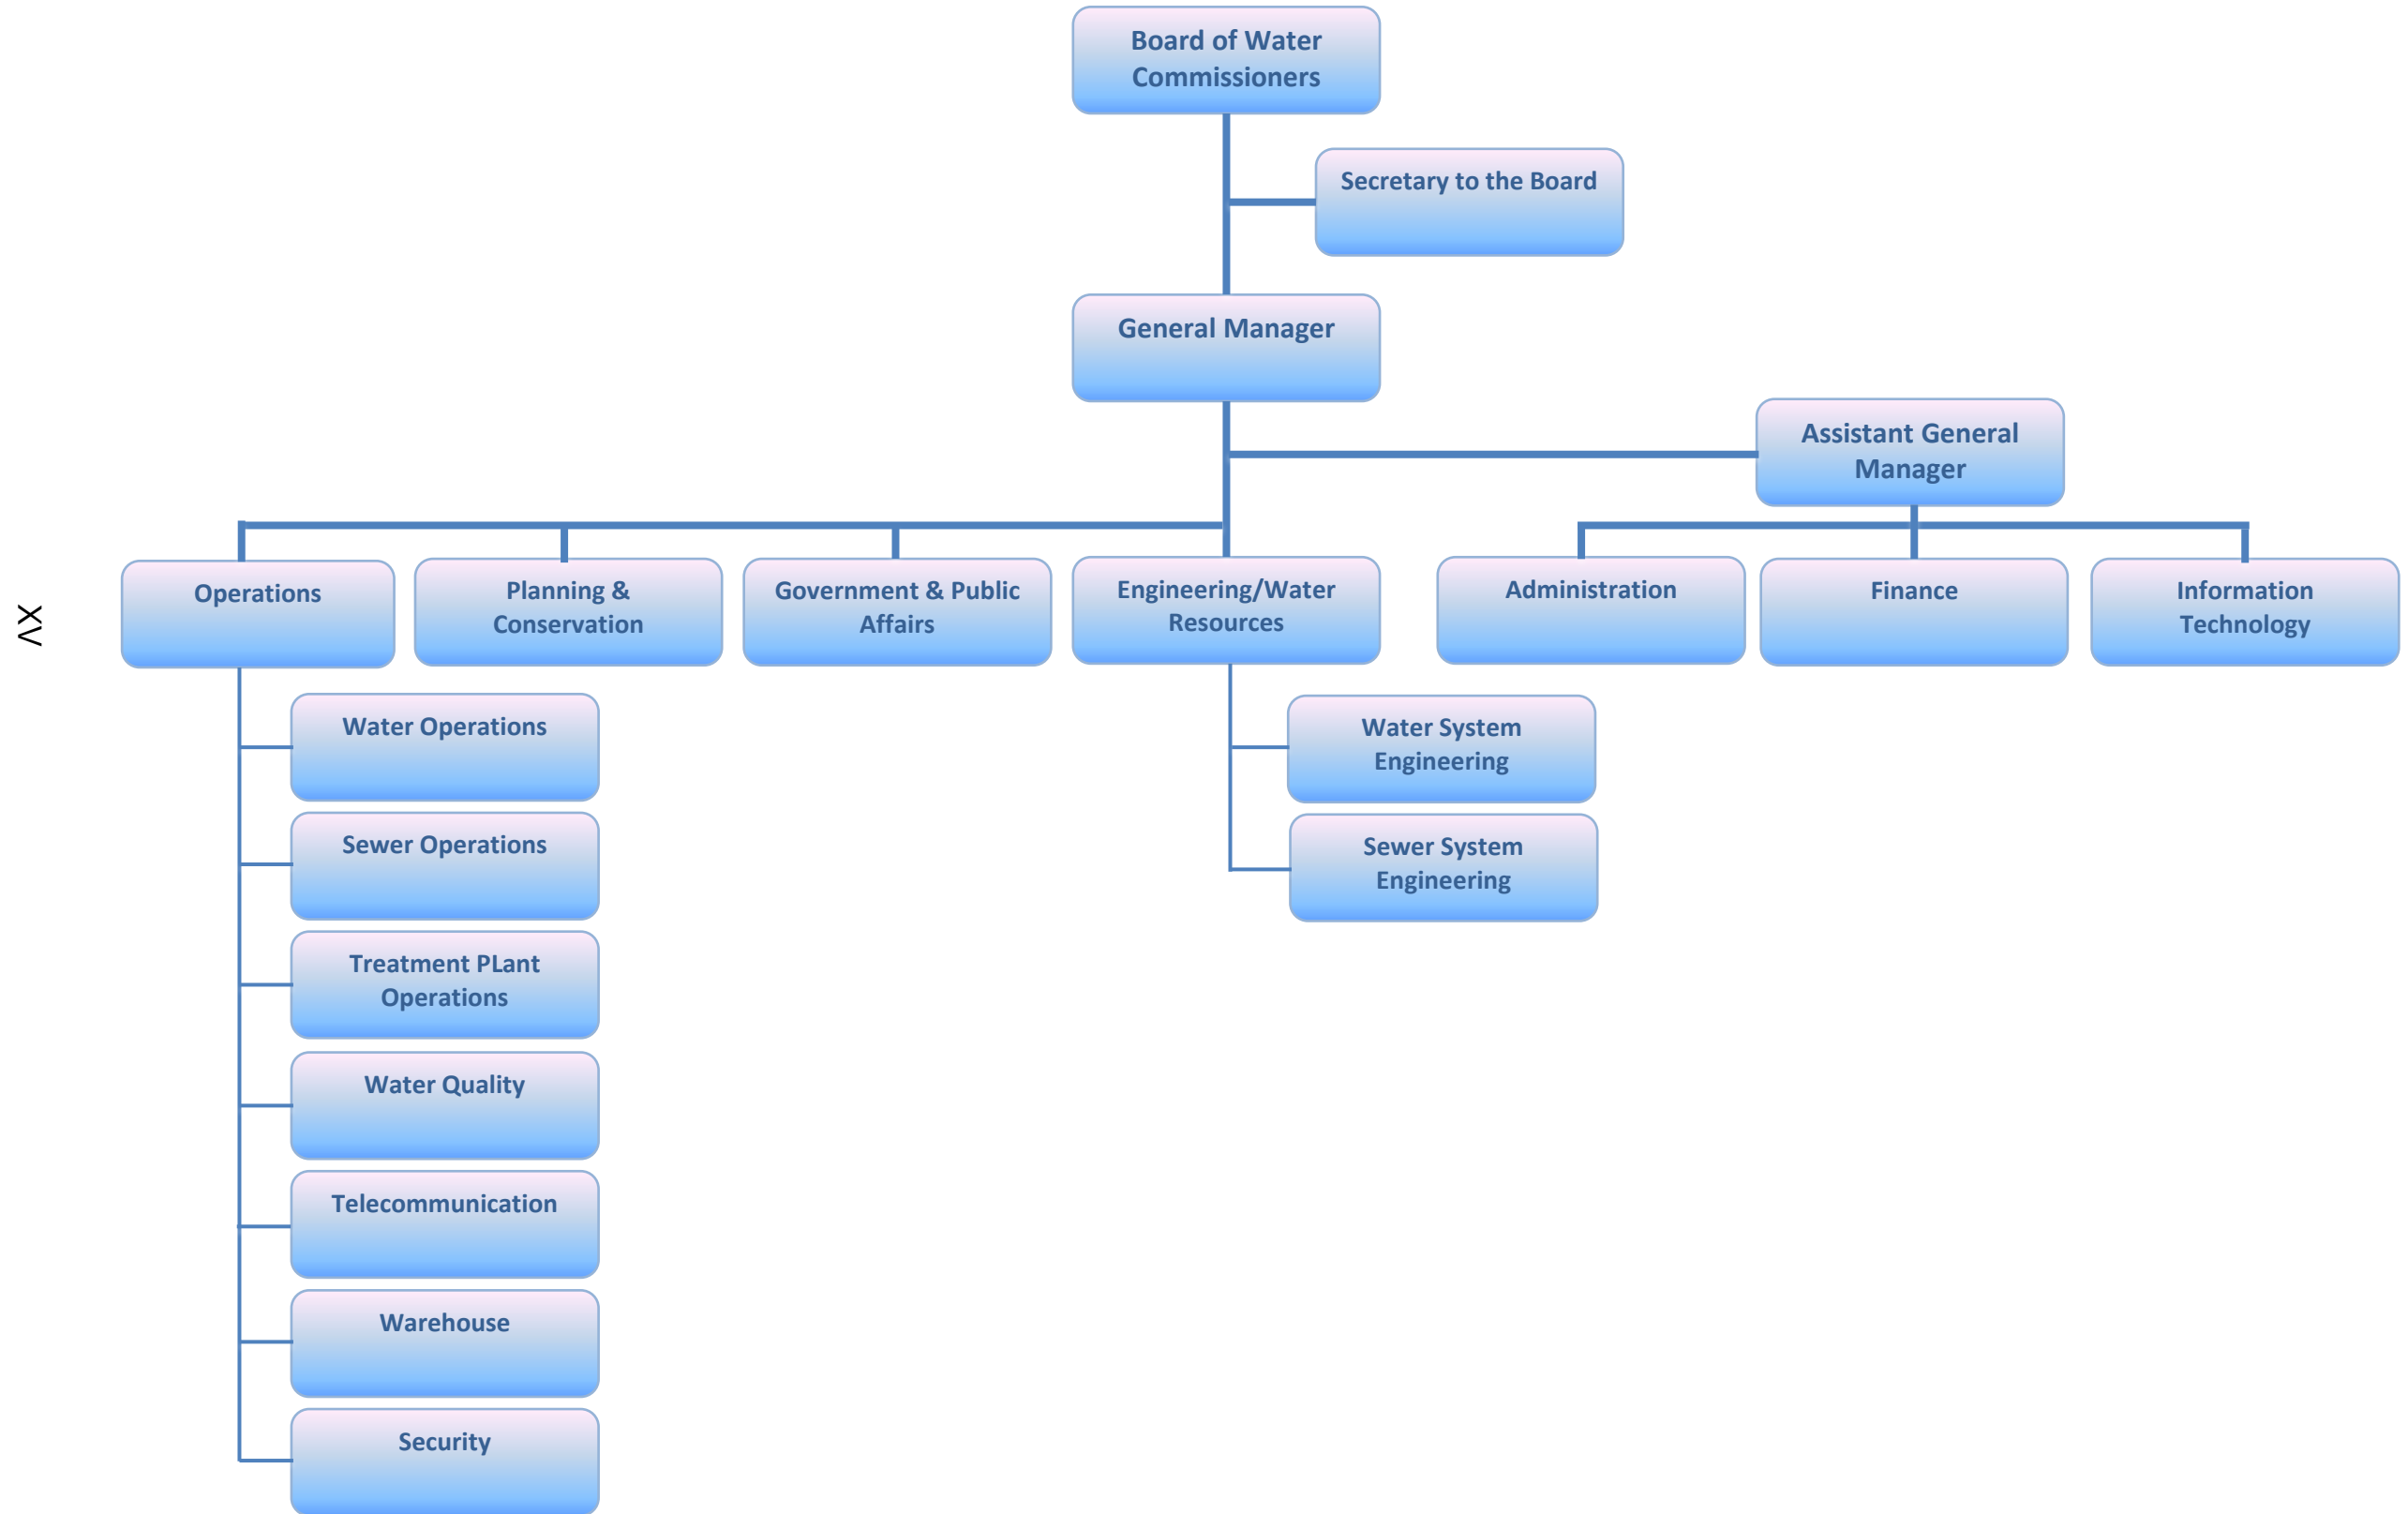 Board of Water
Commissioners
Secretary to the Board
General Manager
Assistant General
Manager
Operations
Planning &
Conservation
Government & Public
Affairs
Engineering/Water
Resources
Administration
Finance
Information
Technology
Water Operations
Sewer Operations
Treatment PLant
Operations
Water Quality
Telecommunication
Warehouse
Security
Water System
Engineering
Sewer System
Engineering
XV